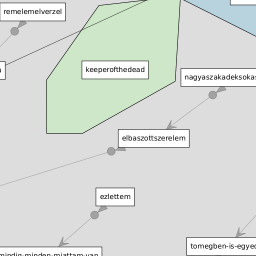 remelemelverzel
keeperofthedead
nagyaszakadeksokas
elbaszottszerelem
ezlettem
tomegben-is-egyed
mindig-minden-miattam-van